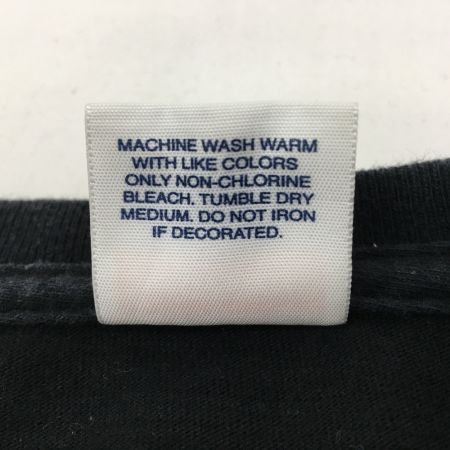 MACHINE WASH WARM
WITH LIKE COLORS
ONLY NON-CHLORINE
BLEACH. TUMBLE DRY
MEDIUM. DO NOT IRON
IF DECORATED.